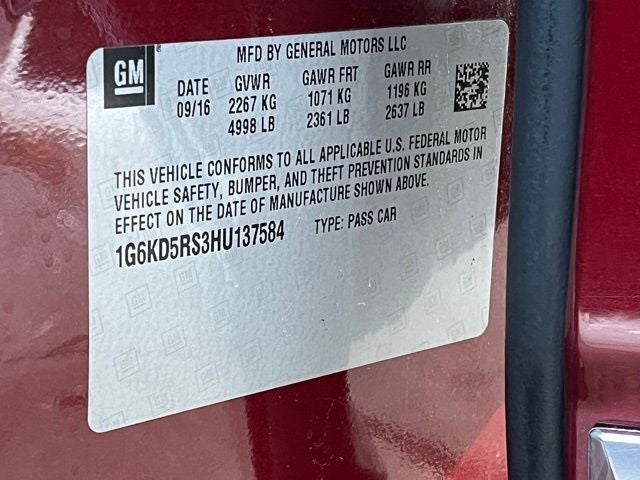 MFD BY GENERAL MOTORS LLC
GM
DATE GVWR GAWR FRT GAWR RR
09/16 2267 KG 1071 KG 1196 KG
4998 LB 2361 LB 2637 LB
THIS VEHICLE CONFORMS TO ALL APPLICABLE U.S. FEDERAL MOTOR
VEHICLE SAFETY, BUMPER, AND THEFT PREVENTION STANDARDS IN
EFFECT ON THE DATE OF MANUFACTURE SHOWN ABOVE.
1G6KD5RS3HU137584 TYPE: PASS CAR